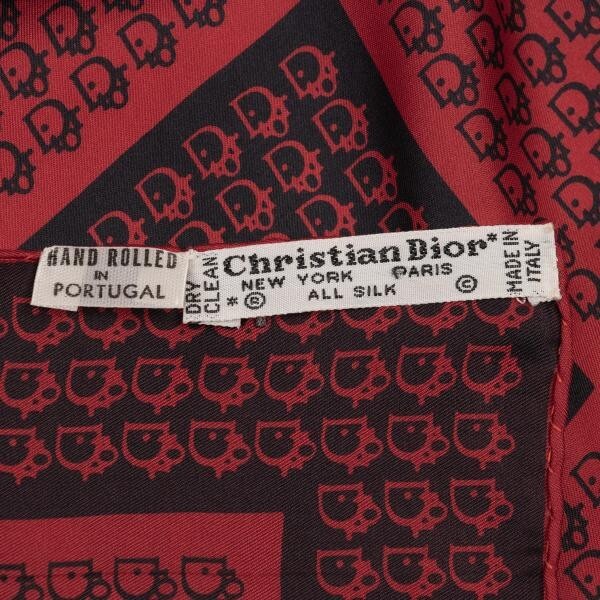 HAND ROLLED
IN
PORTUGAL
DRY
CLEAN
Christian Dior*
NEW YORK PARIS
*® ALL SILK ©
MADE IN
ITALY